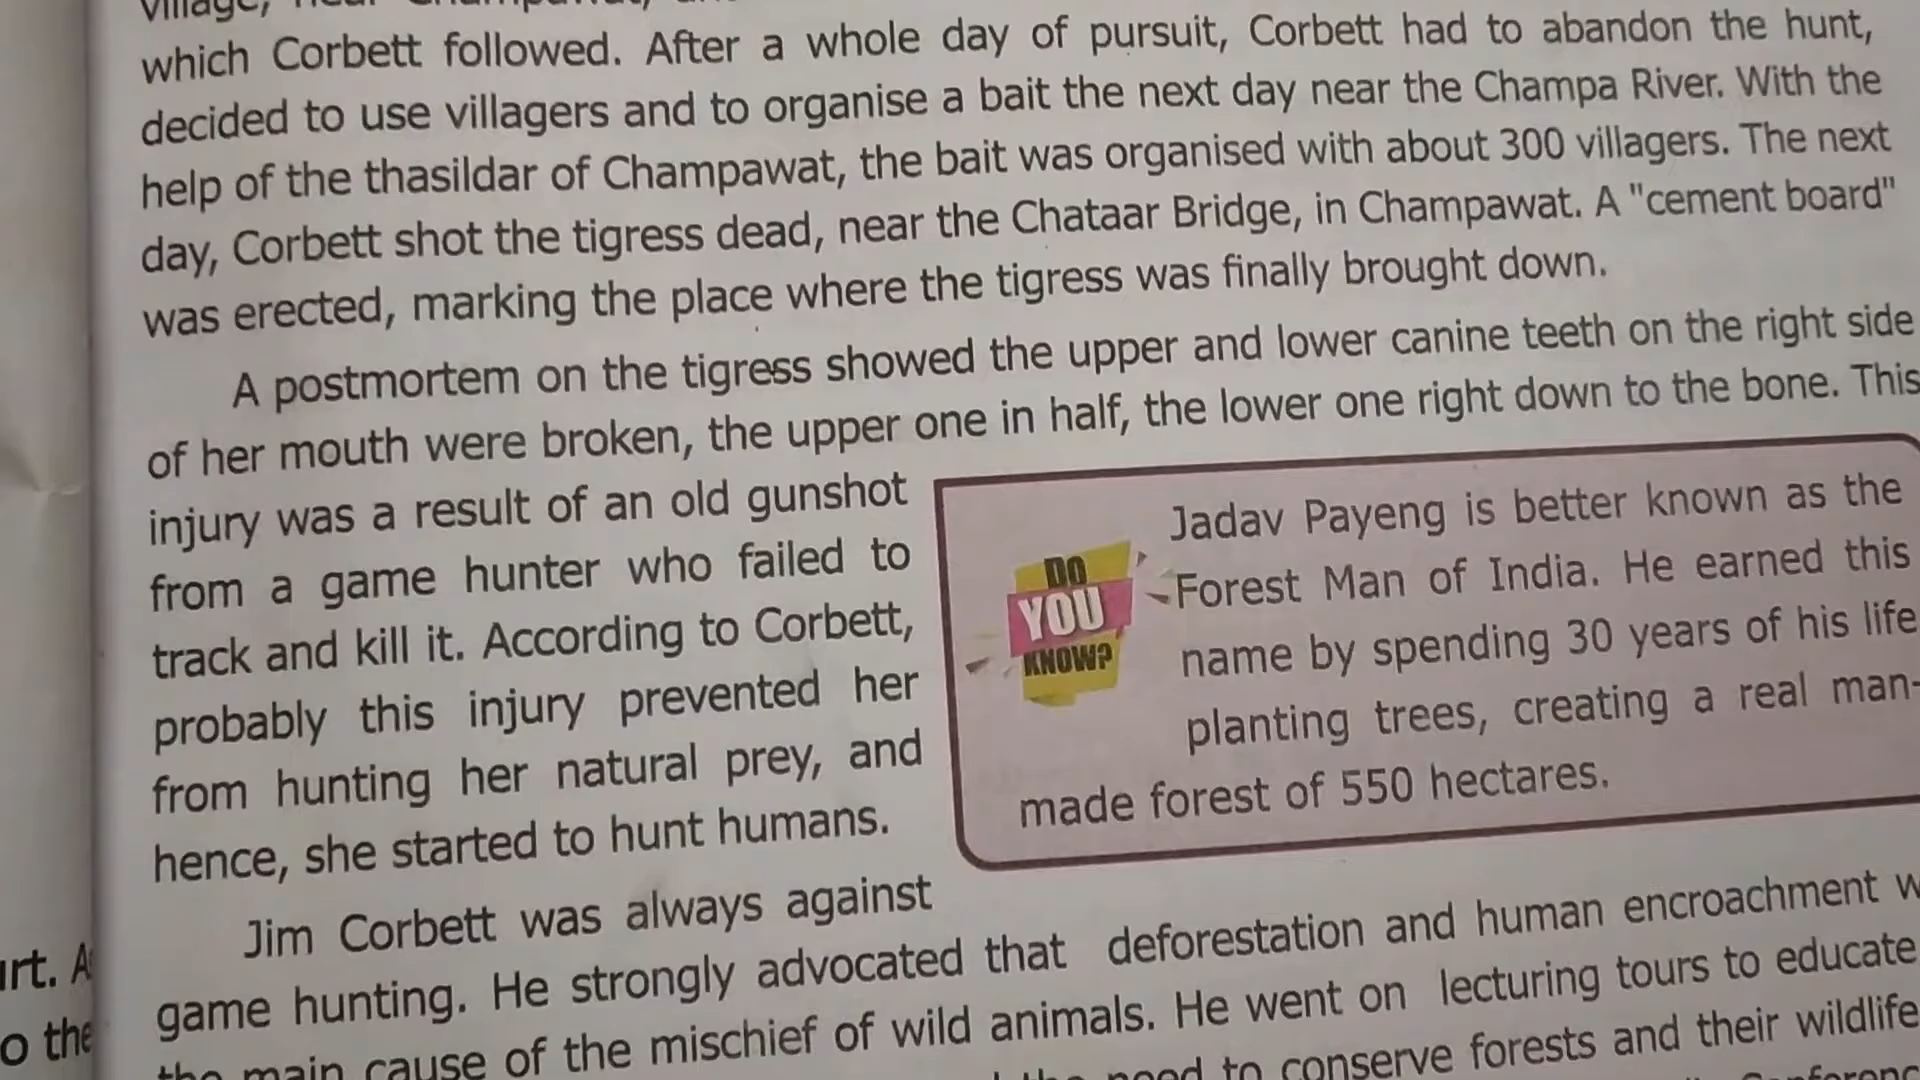 village, near Champawat,
which Corbett followed. After a whole day of pursuit, Corbett had to abandon the hunt,
decided to use villagers and to organise a bait the next day near the Champa River. With the
help of the thasildar of Champawat, the bait was organised with about 300 villagers. The next
day, Corbett shot the tigress dead, near the Chataar Bridge, in Champawat. A "cement board"
was erected, marking the place where the tigress was finally brought down.
A postmortem on the tigress showed the upper and lower canine teeth on the right side
of her mouth were broken, the upper one in half, the lower one right down to the bone. This
injury was a result of an old gunshot
from a game hunter who failed to
track and kill it. According to Corbett,
probably this injury prevented her
from hunting her natural prey, and
hence, she started to hunt humans.
DO
YOU
KNOW?
Jadav Payeng is better known as the
Forest Man of India. He earned this
name by spending 30 years of his life
planting trees, creating a real man-
made forest of 550 hectares.
Jim Corbett was always against
game hunting. He strongly advocated that deforestation and human encroachment
the main cause of the mischief of wild animals. He went on lecturing tours to educate
need to conserve forests and their wildlife
o the